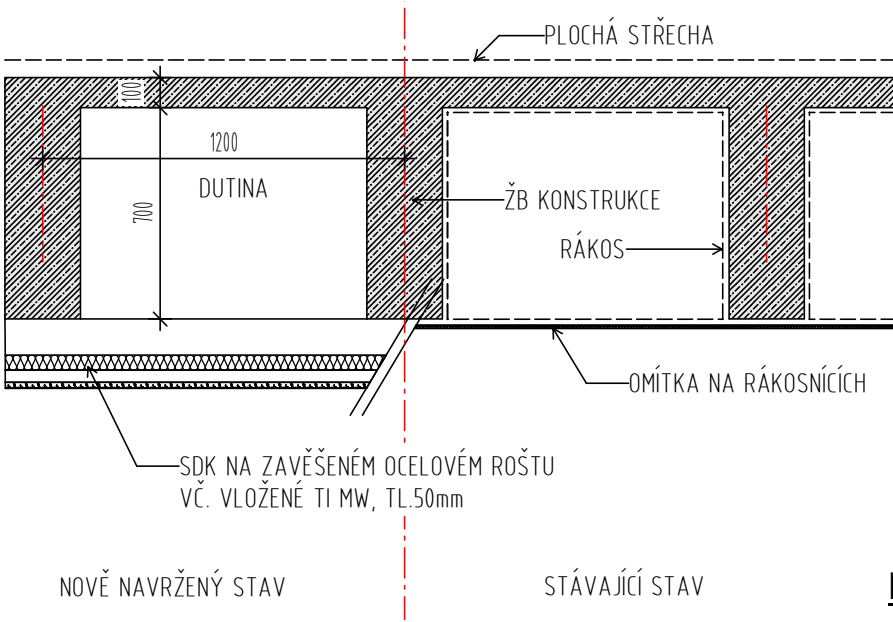 PLOCHÁ STŘECHA
100
1200
DUTINA
700
ŽB KONSTRUKCE
RÁKOS
OMÍTKA NA RÁKOSNÍCÍCH
SDK NA ZAVĚŠENÉM OCELOVÉM ROŠTU
VČ. VLOŽENÉ TI MW, TL.50mm
NOVĚ NAVRŽENÝ STAV
STÁVAJÍCÍ STAV